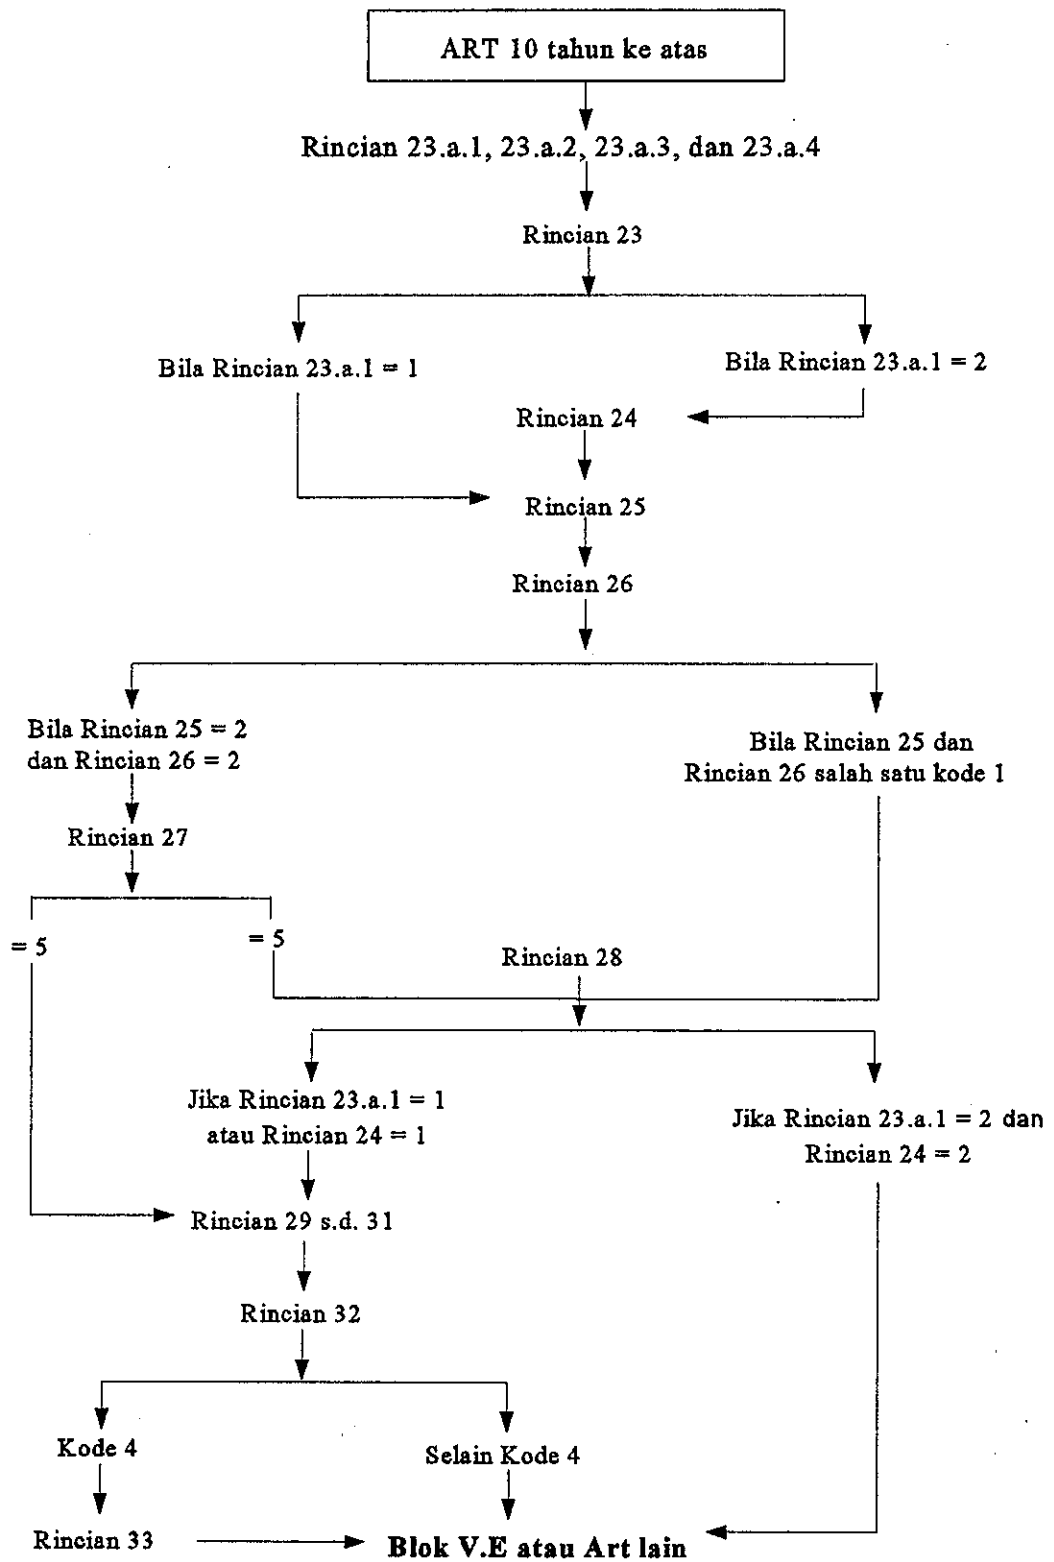 ART 10 tahun ke atas
Rincian 23.a.1, 23.a.2, 23.a.3, dan 23.a.4
Rincian 23
Bila Rincian 23.a.1 = 1
Bila Rincian 23.a.1 = 2
Rincian 24
Rincian 25
Rincian 26
Bila Rincian 25 = 2
dan Rincian 26 = 2
Bila Rincian 25 dan
Rincian 26 salah satu kode 1
Rincian 27
= 5
= 5
Rincian 28
Jika Rincian 23.a.1 = 1
atau Rincian 24 = 1
Jika Rincian 23.a.1 = 2 dan
Rincian 24 = 2
Rincian 29 s.d. 31
Rincian 32
Kode 4
Selain Kode 4
Rincian 33
Blok V.E atau Art lain